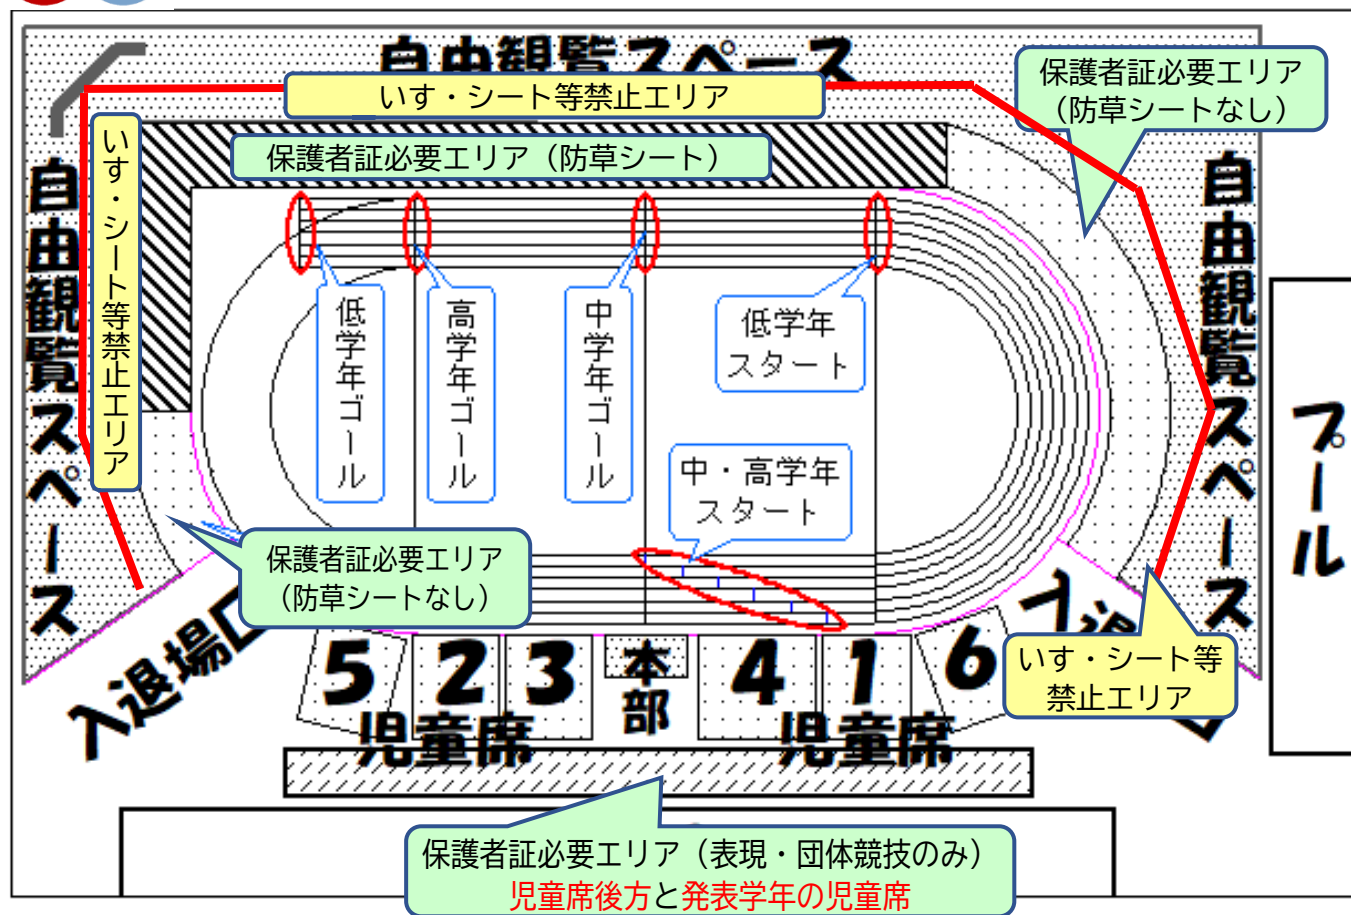 自由観覧スペース
いす・シート等禁止エリア
保護者証必要エリア
（防草シートなし）
保護者証必要エリア（防草シート）
いす・シート等禁止エリア
自由観覧スペース
自由観覧スペース
低学年ゴール
高学年ゴール
中学年ゴール
低学年
スタート
中・高学年
スタート
プール
保護者証必要エリア
（防草シートなし）
入退場口
入退
いす・シート等
禁止エリア
5
2
3
本部
4
1
6
児童席
児童席
保護者証必要エリア（表現・団体競技のみ）
児童席後方と発表学年の児童席